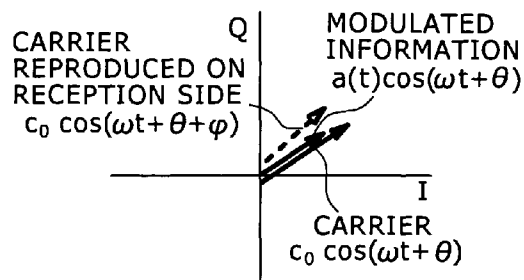 Q
CARRIER
REPRODUCED ON
RECEPTION SIDE
c₀ cos(ωt+θ+φ)
MODULATED
INFORMATION
a(t)cos(ωt+θ)
I
CARRIER
c₀ cos(ωt+θ)